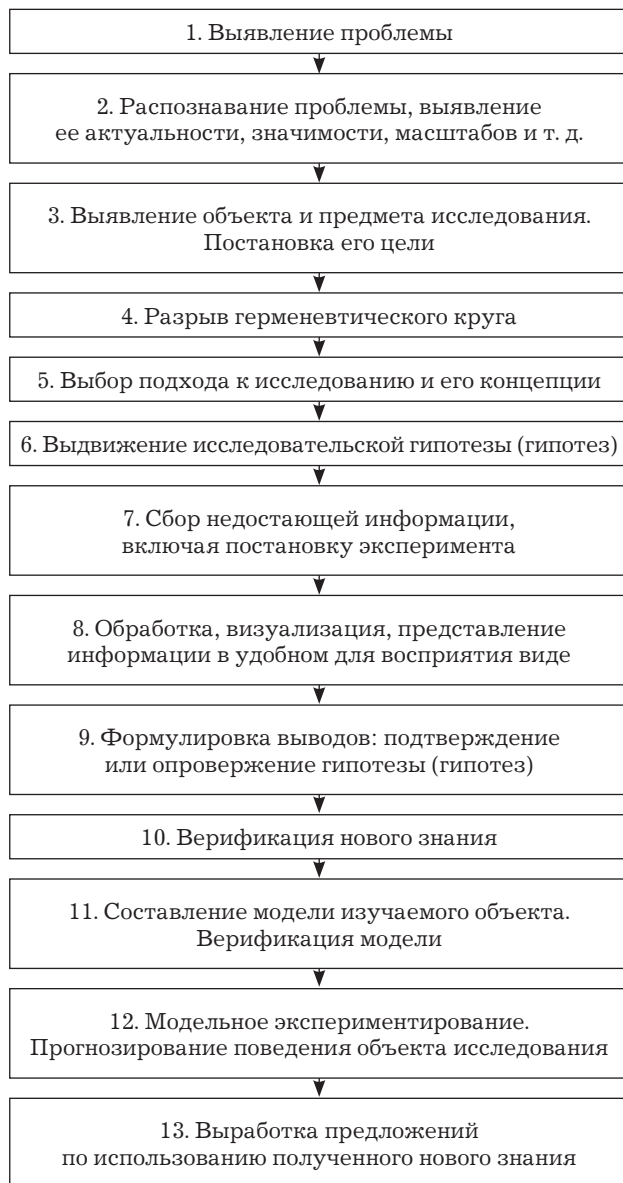 1. Выявление проблемы
2. Распознавание проблемы, выявление
ее актуальности, значимости, масштабов и т. д.
3. Выявление объекта и предмета исследования.
Постановка его цели
4. Разрыв герменевтического круга
5. Выбор подхода к исследованию и его концепции
6. Выдвижение исследовательской гипотезы (гипотез)
7. Сбор недостающей информации,
включая постановку эксперимента
8. Обработка, визуализация, представление
информации в удобном для восприятия виде
9. Формулировка выводов: подтверждение
или опровержение гипотезы (гипотез)
10. Верификация нового знания
11. Составление модели изучаемого объекта.
Верификация модели
12. Модельное экспериментирование.
Прогнозирование поведения объекта исследования
13. Выработка предложений
по использованию полученного нового знания